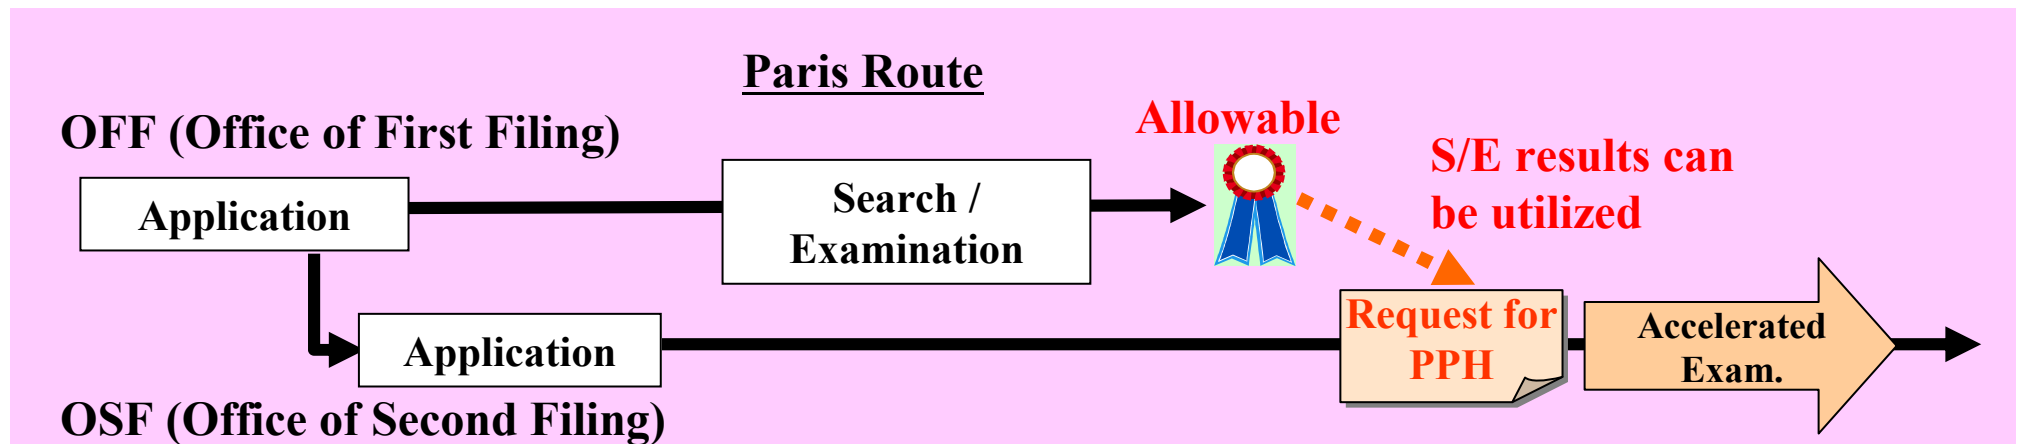 Paris Route
OFF (Office of First Filing)
Allowable
S/E results can
be utilized
Application
Search /
Examination
Application
Request for
PPH
Accelerated
Exam.
OSF (Office of Second Filing)